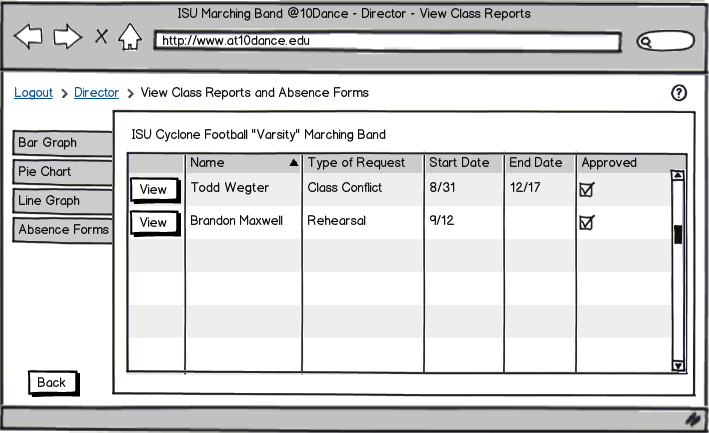 ISU Marching Band @10Dance - Director - View Class Reports
http://www.at10dance.edu
Logout > Director > View Class Reports and Absence Forms ?
ISU Cyclone Football "Varsity" Marching Band
Bar Graph
Pie Chart
Line Graph
Absence Forms
Name Type of Request Start Date End Date Approved
View Todd Wegter Class Conflict 8/31 12/17
View Brandon Maxwell Rehearsal 9/12
Back